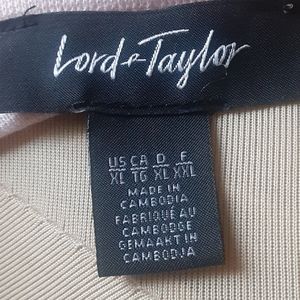 Lord & Taylor
US CA D F
XL TG XL XXL
MADE IN
CAMBODIA
FABRIQUÉ AU
CAMBODGE
GEMAAKT IN
CAMBODJA